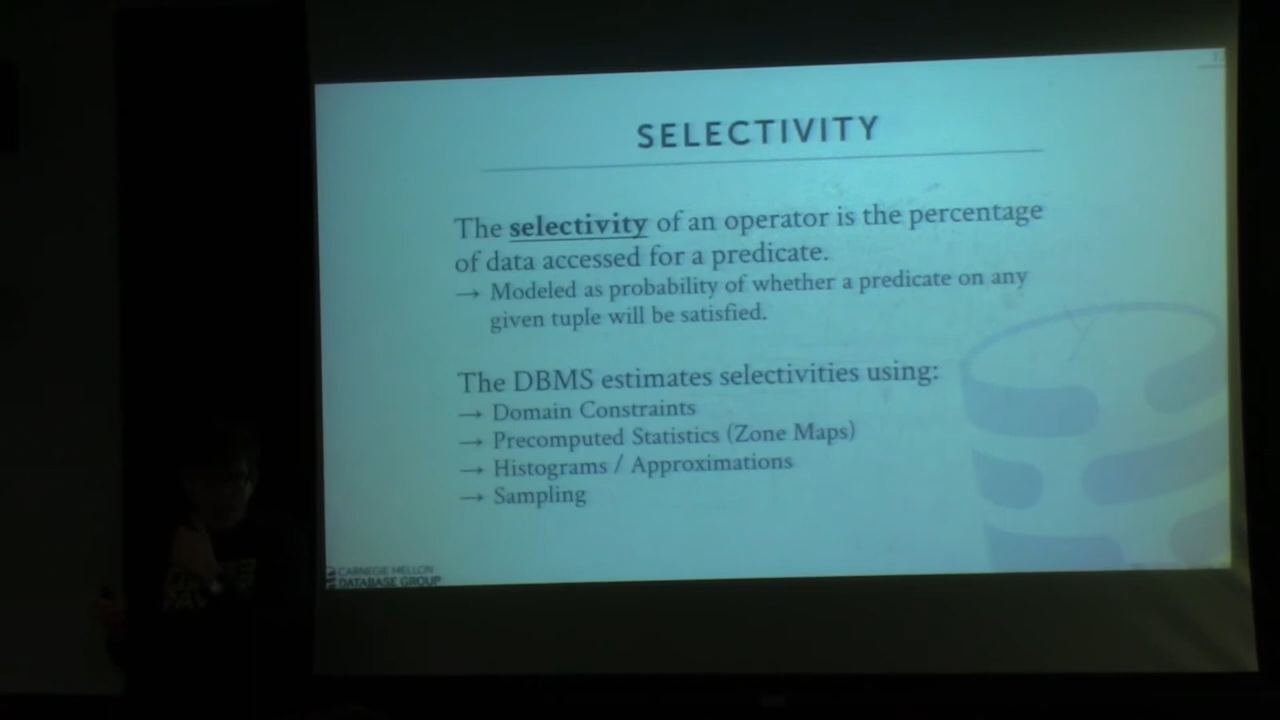 SELECTIVITY
The selectivity of an operator is the percentage
of data accessed for a predicate.
→ Modeled as probability of whether a predicate on any
given tuple will be satisfied.
The DBMS estimates selectivities using:
→ Domain Constraints
→ Precomputed Statistics (Zone Maps)
→ Histograms / Approximations
→ Sampling
CARNEGIE MELLON
DATABASE GROUP